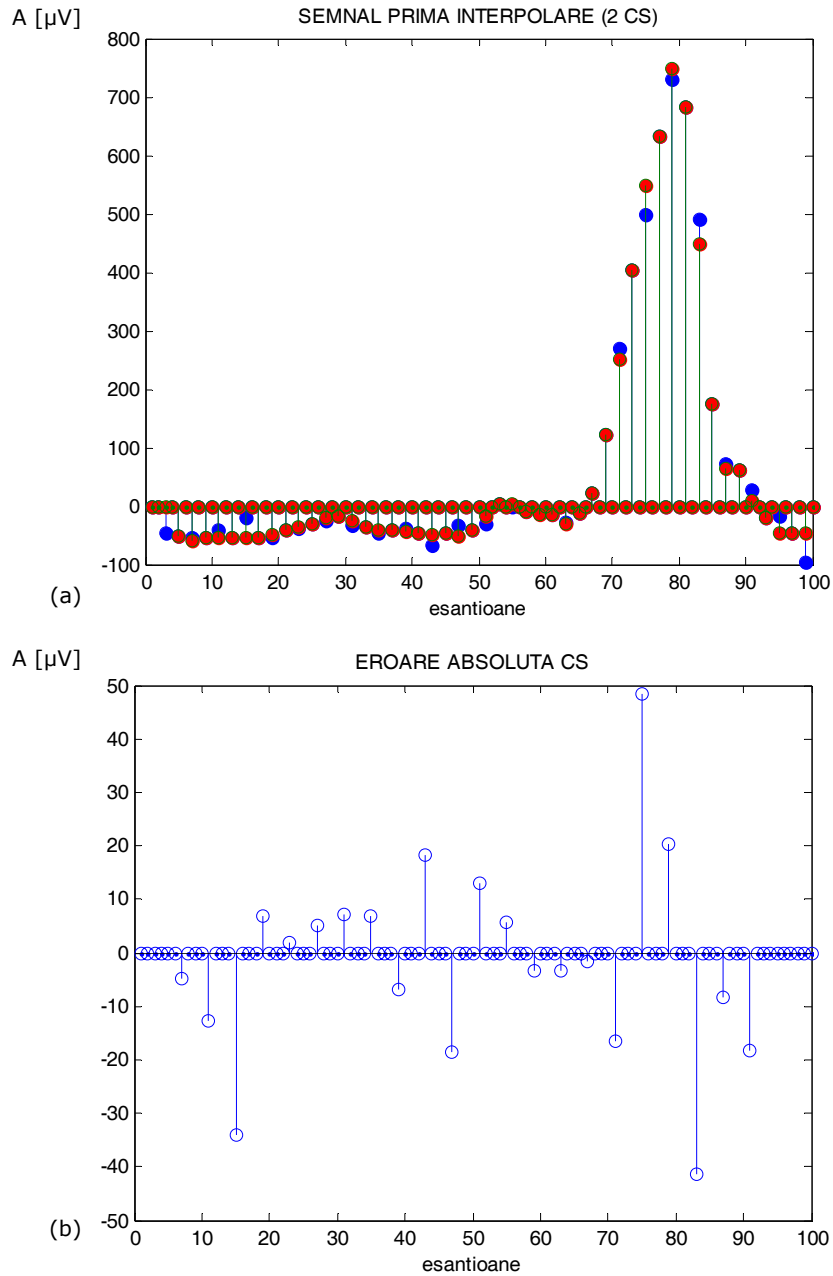 A [µV]
SEMNAL PRIMA INTERPOLARE (2 CS)
800
700
600
500
400
300
200
100
0
-100
0 10 20 30 40 50 60 70 80 90 100
(a)
esantioane
A [µV]
EROARE ABSOLUTA CS
50
40
30
20
10
0
-10
-20
-30
-40
-50
0 10 20 30 40 50 60 70 80 90 100
(b)
esantioane